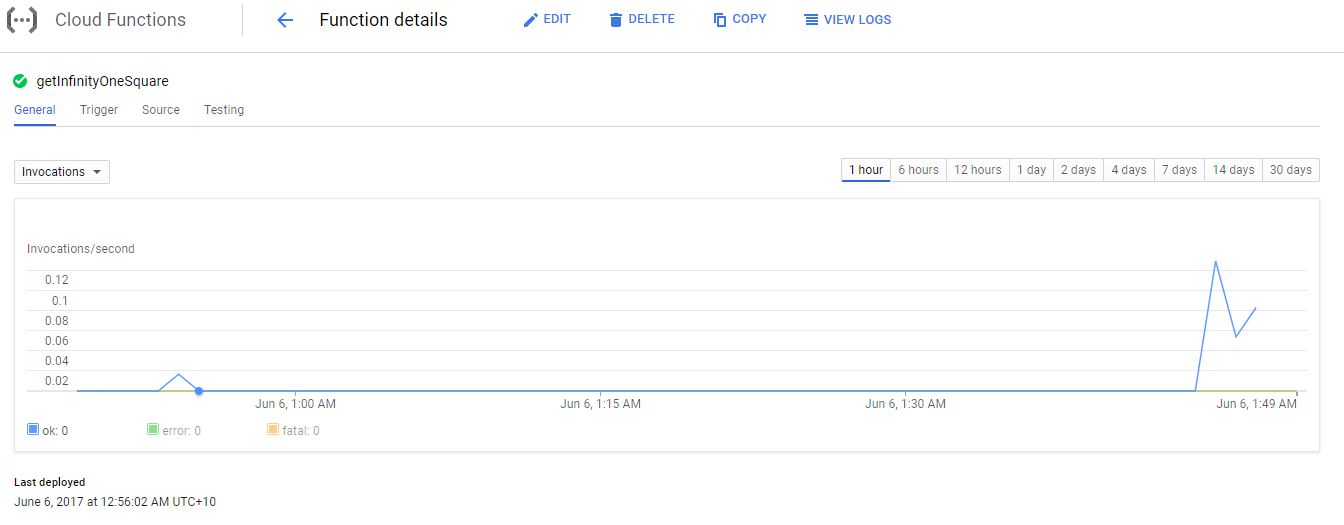 Cloud Functions Function details EDIT DELETE COPY VIEW LOGS
getInfinityOneSquare
General Trigger Source Testing
Invocations 1 hour 6 hours 12 hours 1 day 2 days 4 days 7 days 14 days 30 days
Invocations/second
0.12
0.1
0.08
0.06
0.04
0.02
Jun 6, 1:00 AM Jun 6, 1:15 AM Jun 6, 1:30 AM Jun 6, 1:49 AM
ok: 0 error: 0 fatal: 0
Last deployed
June 6, 2017 at 12:56:02 AM UTC+10